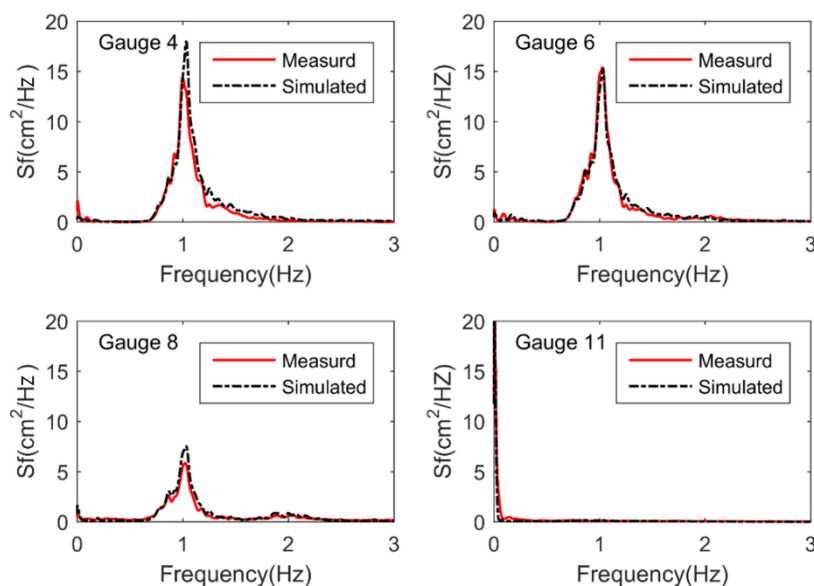 Gauge 4
Measurd
Simulated
Sf(cm²/Hz)
20
15
10
5
0
0 1 2 3
Frequency(Hz)
Gauge 6
Measurd
Simulated
Sf(cm²/HZ)
20
15
10
5
0
0 1 2 3
Frequency(Hz)
Gauge 8
Measurd
Simulated
Sf(cm²/Hz)
20
15
10
5
0
0 1 2 3
Frequency(Hz)
Gauge 11
Measurd
Simulated
Sf(cm²/HZ)
20
15
10
5
0
0 1 2 3
Frequency(Hz)